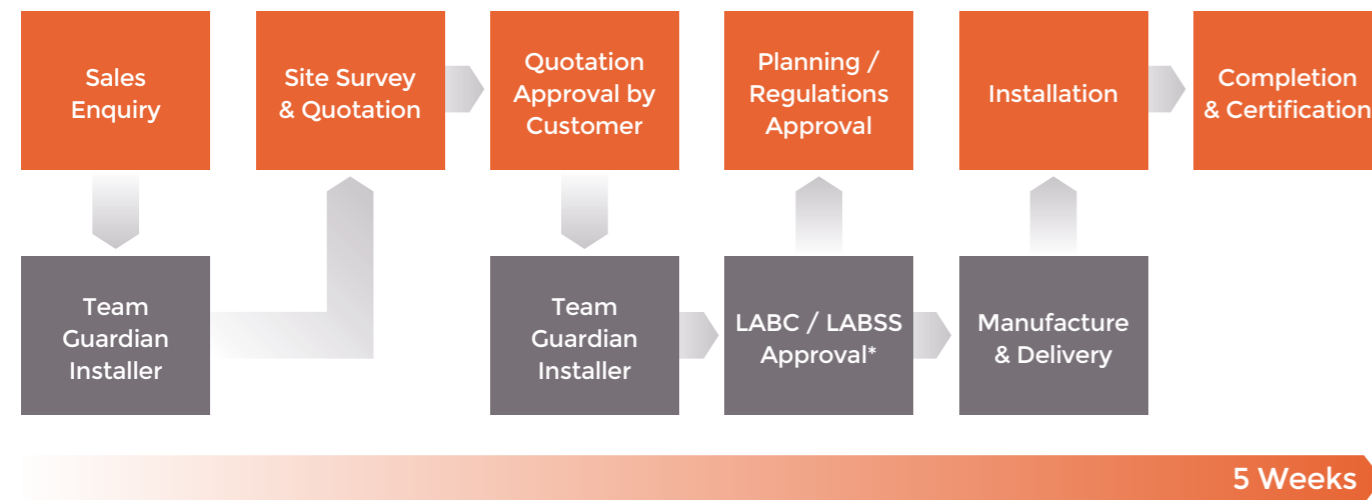 Sales
Enquiry
Site Survey
& Quotation
Quotation
Approval by
Customer
Planning /
Regulations
Approval
Installation
Completion
& Certification
Team
Guardian
Installer
Team
Guardian
Installer
LABC / LABSS
Approval*
Manufacture
& Delivery
5 Weeks